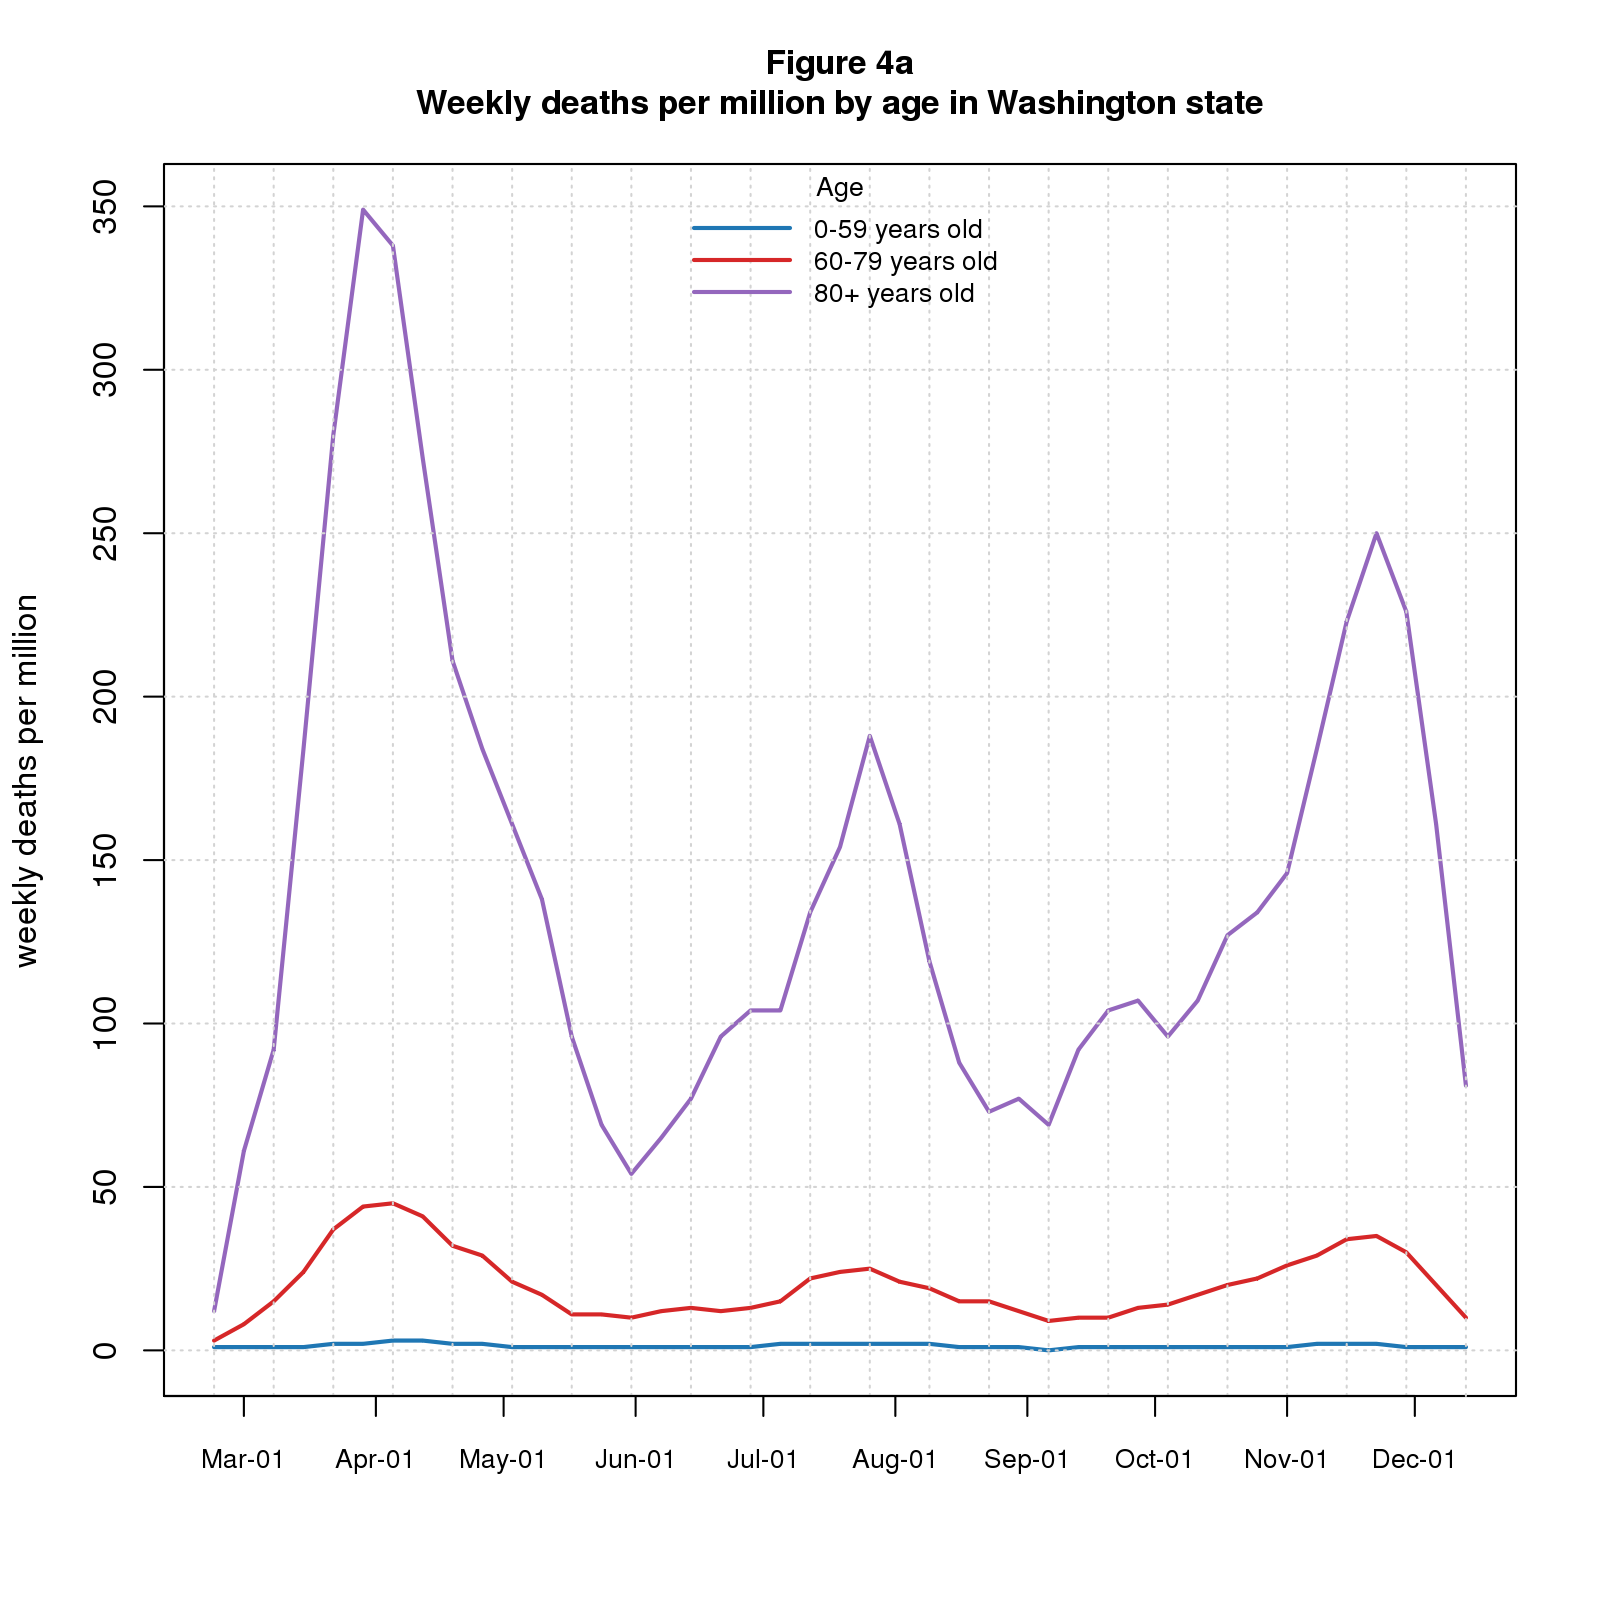 Figure 4a
Weekly deaths per million by age in Washington state
Age
0-59 years old
60-79 years old
80+ years old
weekly deaths per million
350
300
250
200
150
100
50
0
Mar-01 Apr-01 May-01 Jun-01 Jul-01 Aug-01 Sep-01 Oct-01 Nov-01 Dec-01